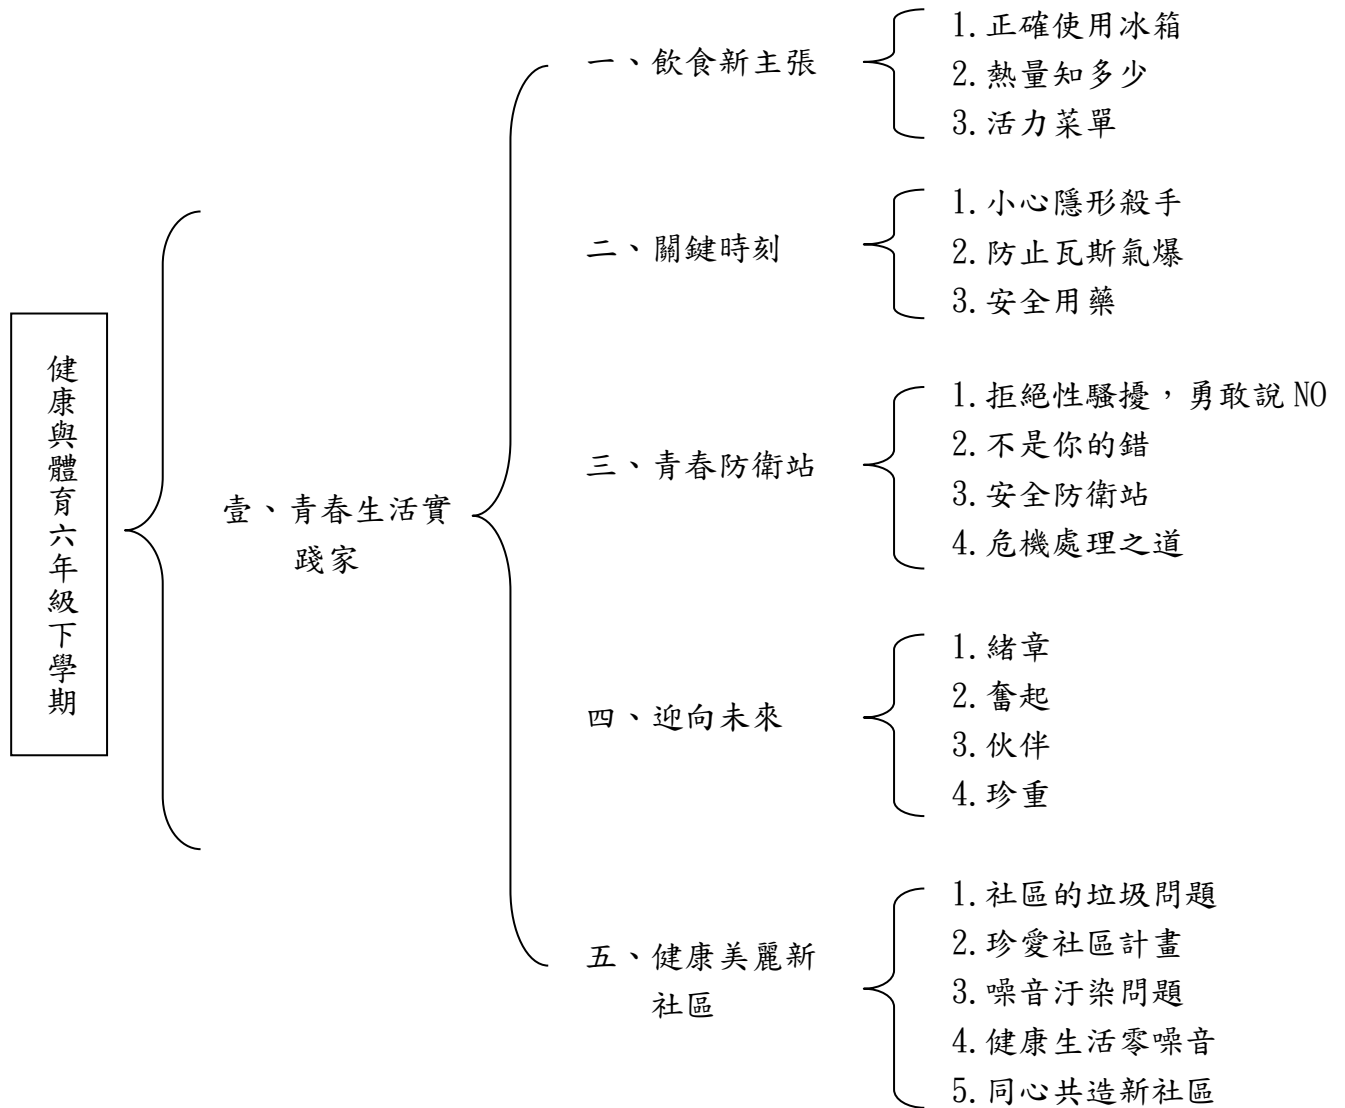 健康與體育六年級下學期
壹、青春生活實
踐家
一、飲食新主張
1.正確使用冰箱
2.熱量知多少
3.活力菜單
二、關鍵時刻
1.小心隱形殺手
2.防止瓦斯氣爆
3.安全用藥
三、青春防衛站
1.拒絕性騷擾，勇敢說 NO
2.不是你的錯
3.安全防衛站
4.危機處理之道
四、迎向未來
1.緒章
2.奮起
3.伙伴
4.珍重
五、健康美麗新
社區
1.社區的垃圾問題
2.珍愛社區計畫
3.噪音汙染問題
4.健康生活零噪音
5.同心共造新社區